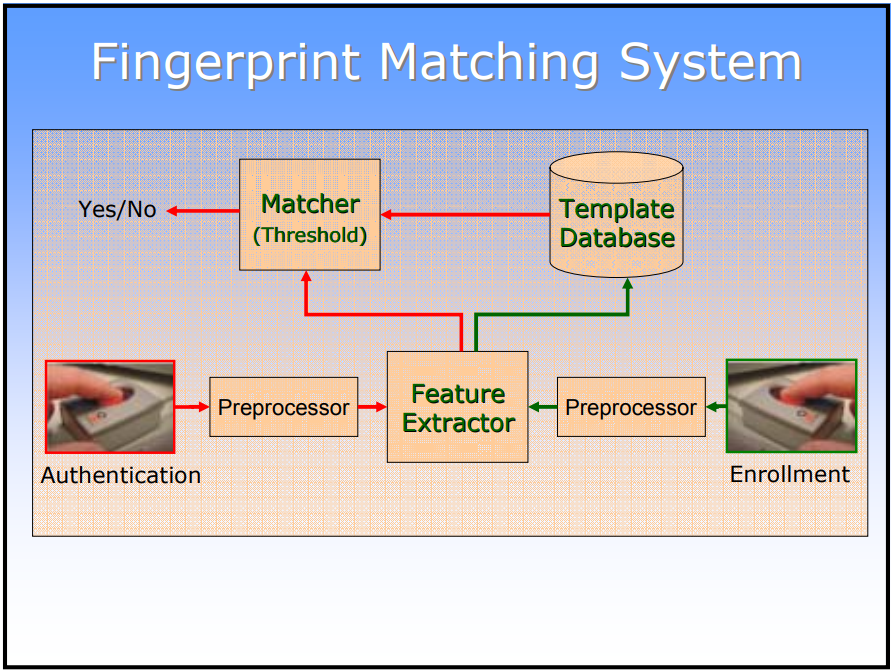 Fingerprint Matching System
Yes/No
Matcher
(Threshold)
Template
Database
Preprocessor
Feature
Extractor
Preprocessor
Authentication
Enrollment